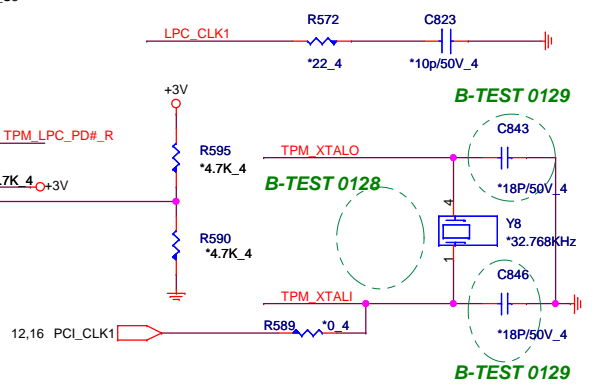 R572
C823
LPC_CLK1
*22_4
*10p/50V_4
+3V
B-TEST 0129
C843
TPM_LPC_PD#_R
R595
*4.7K_4
TPM_XTALO
.7K_4
+3V
B-TEST 0128
*18P/50V_4
4
Y8
*32.768KHz
R590
*4.7K_4
1
C846
TPM_XTALI
12,16 PCI_CLK1
R589
*0_4
*18P/50V_4
B-TEST 0129